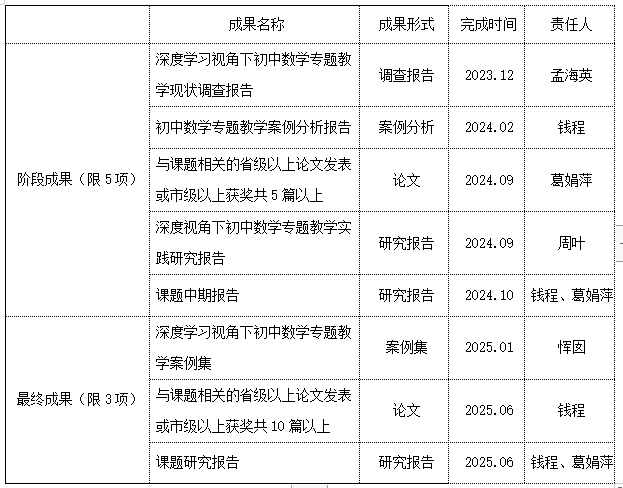 成果名称 成果形式 完成时间 责任人
阶段成果（限5项）
深度学习视角下初中数学专题教
学现状调查报告
调查报告 2023.12 孟海英
初中数学专题教学案例分析报告 案例分析 2024.02 钱程
与课题相关的省级以上论文发表
或市级以上获奖共5篇以上
论文 2024.09 葛娟萍
深度视角下初中数学专题教学实
践研究报告
研究报告 2024.09 周叶
课题中期报告 研究报告 2024.10 钱程、葛娟萍
最终成果（限3项）
深度学习视角下初中数学专题教
学案例集
案例集 2025.01 恽囡
与课题相关的省级以上论文发表
或市级以上获奖共10篇以上
论文 2025.06 钱程
课题研究报告 研究报告 2025.06 钱程、葛娟萍